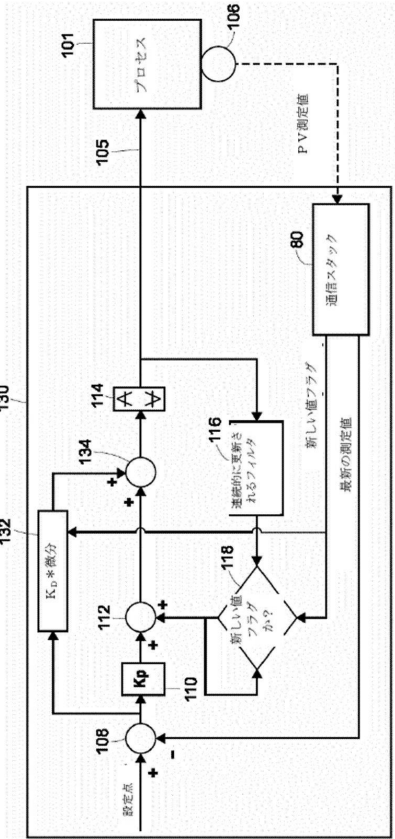 130
132
K_D*微分
134
114
101
プロセス
106
105
設定点
+
-
108
Kp
110
+
+
112
+
+
116
連続的に更新さ
れるフィルタ
118
新しい値
フラグ
か?
新しい値フラグ
最新の測定値
80
通信スタック
PV測定値